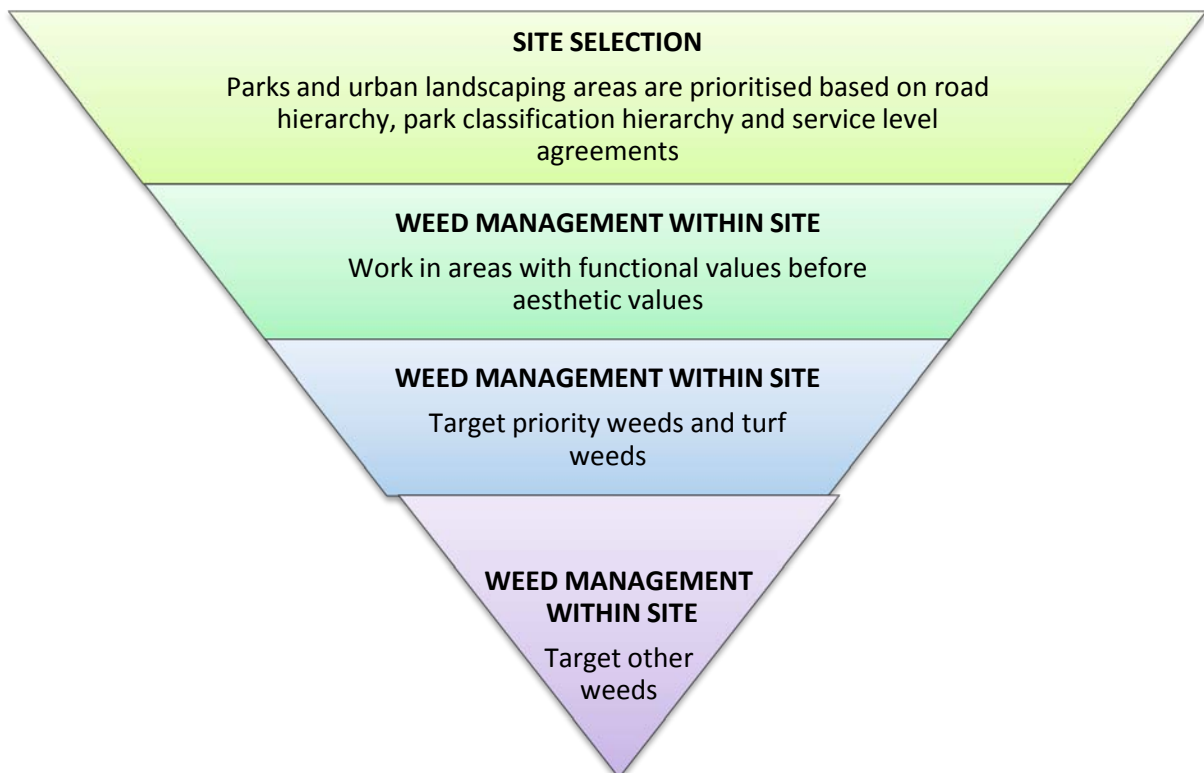 SITE SELECTION
Parks and urban landscaping areas are prioritised based on road
hierarchy, park classification hierarchy and service level
agreements
WEED MANAGEMENT WITHIN SITE
Work in areas with functional values before
aesthetic values
WEED MANAGEMENT WITHIN SITE
Target priority weeds and turf
weeds
WEED MANAGEMENT
WITHIN SITE
Target other
weeds